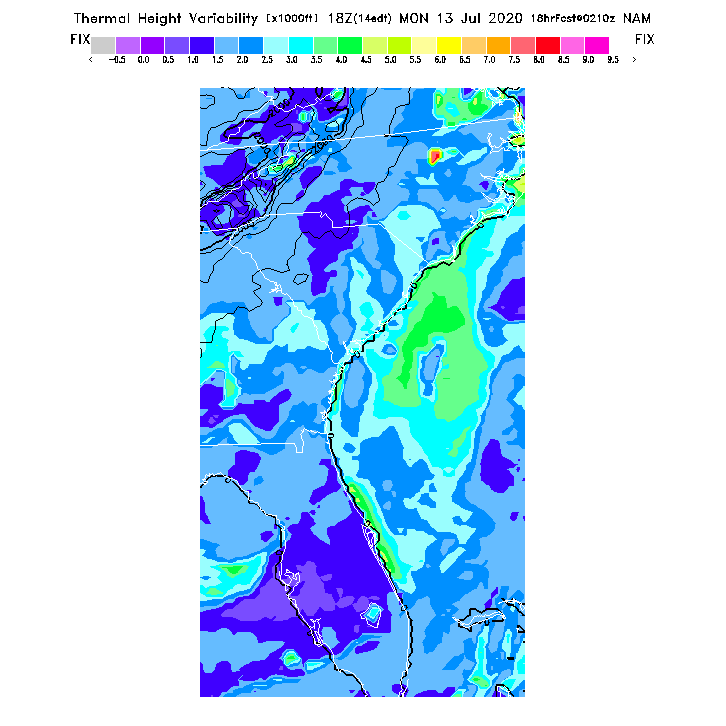 Thermal Height Variability [x1000ft] 18Z(14edt) MON 13 Jul 2020 18hrFcst@0210z NAM
FIX FIX
< -0.5 0.0 0.5 1.0 1.5 2.0 2.5 3.0 3.5 4.0 4.5 5.0 5.5 6.0 6.5 7.0 7.5 8.0 8.5 9.0 9.5 >